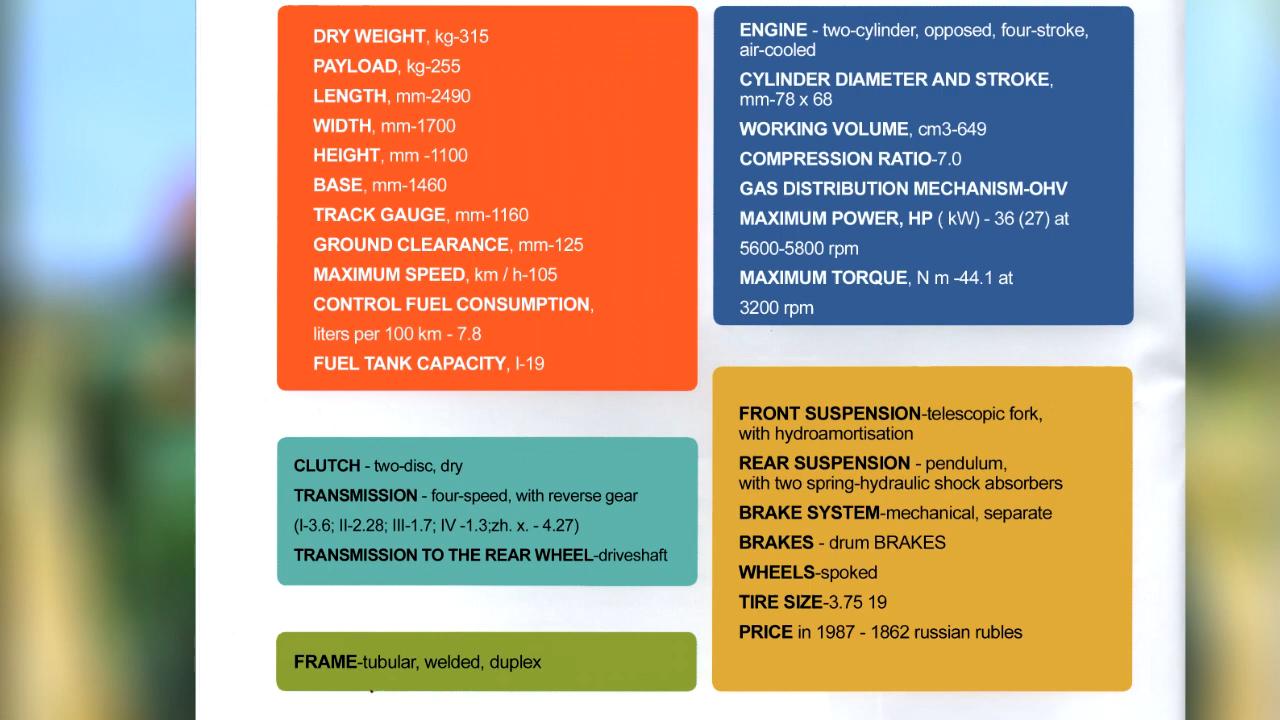 DRY WEIGHT, kg-315
PAYLOAD, kg-255
LENGTH, mm-2490
WIDTH, mm-1700
HEIGHT, mm -1100
BASE, mm-1460
TRACK GAUGE, mm-1160
GROUND CLEARANCE, mm-125
MAXIMUM SPEED, km / h-105
CONTROL FUEL CONSUMPTION,
liters per 100 km - 7.8
FUEL TANK CAPACITY, l-19
CLUTCH - two-disc, dry
TRANSMISSION - four-speed, with reverse gear
(I-3.6; II-2.28; III-1.7; IV -1.3;zh. x. - 4.27)
TRANSMISSION TO THE REAR WHEEL-driveshaft
FRAME-tubular, welded, duplex
ENGINE - two-cylinder, opposed, four-stroke,
air-cooled
CYLINDER DIAMETER AND STROKE,
mm-78 x 68
WORKING VOLUME, cm3-649
COMPRESSION RATIO-7.0
GAS DISTRIBUTION MECHANISM-OHV
MAXIMUM POWER, HP ( kW) - 36 (27) at
5600-5800 rpm
MAXIMUM TORQUE, N m -44.1 at
3200 rpm
FRONT SUSPENSION-telescopic fork,
with hydroamortisation
REAR SUSPENSION - pendulum,
with two spring-hydraulic shock absorbers
BRAKE SYSTEM-mechanical, separate
BRAKES - drum BRAKES
WHEELS-spoked
TIRE SIZE-3.75 19
PRICE in 1987 - 1862 russian rubles